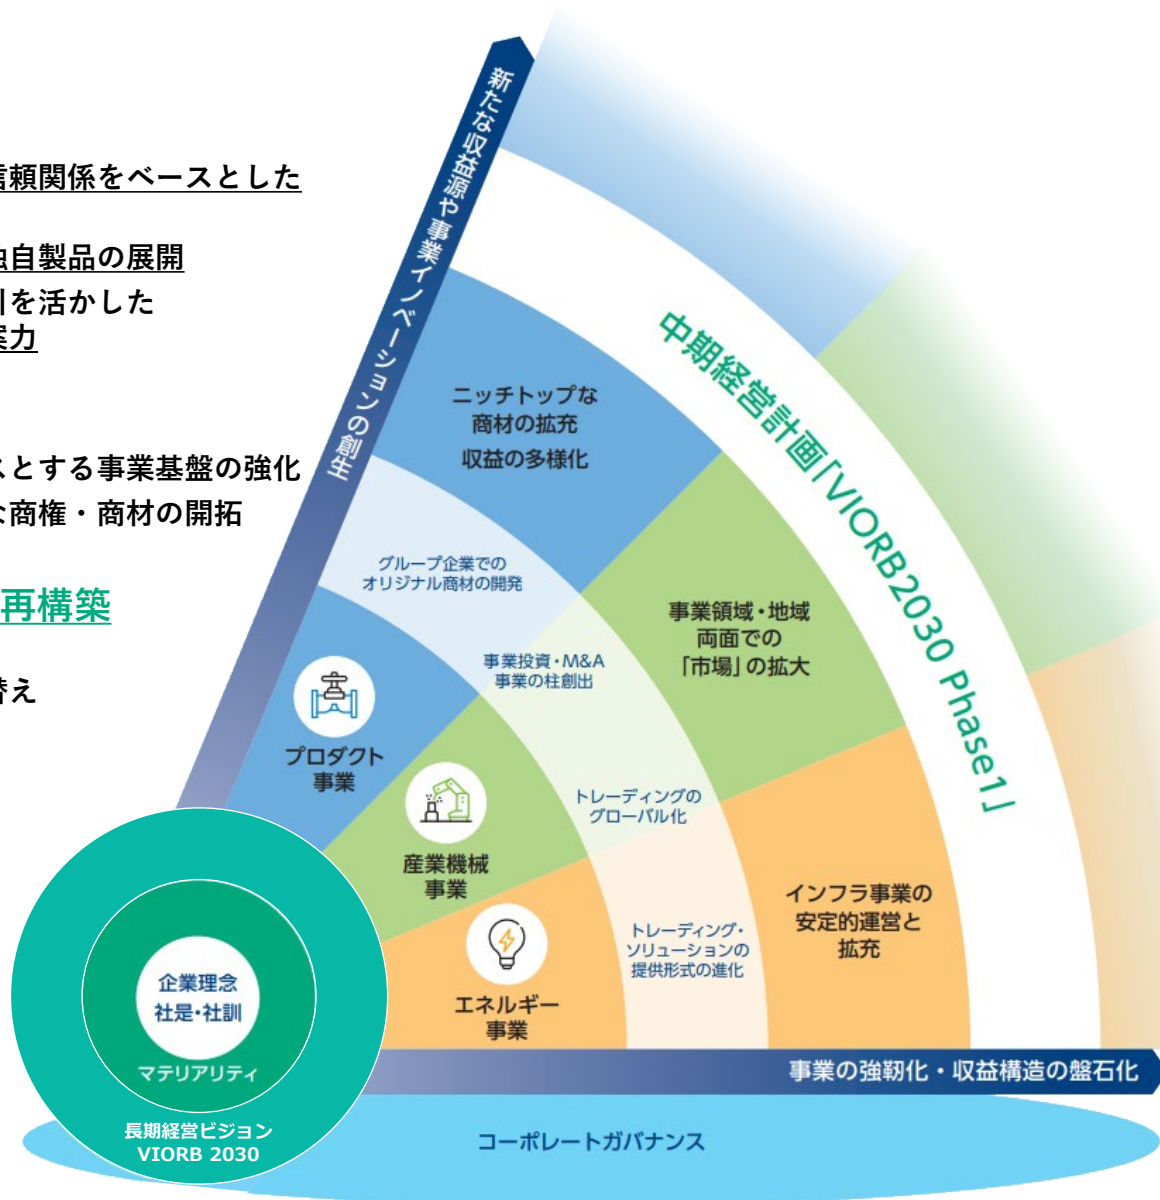 信頼関係をベースとした
独自製品の展開
引を活かした
案力
スとする事業基盤の強化
な商権・商材の開拓
再構築
替え
新たな収益源や事業イノベーションの創生
中期経営計画「VIORB2030 Phase1」
ニッチトップな
商材の拡充
収益の多様化
グループ企業での
オリジナル商材の開発
事業領域・地域
両面での
「市場」の拡大
事業投資・M&A
事業の柱創出
プロダクト
事業
トレーディングの
グローバル化
産業機械
事業
インフラ事業の
安定的運営と
拡充
トレーディング・
ソリューションの
提供形式の進化
エネルギー
事業
企業理念
社是・社訓
マテリアリティ
長期経営ビジョン
VIORB 2030
事業の強靭化・収益構造の盤石化
コーポレートガバナンス